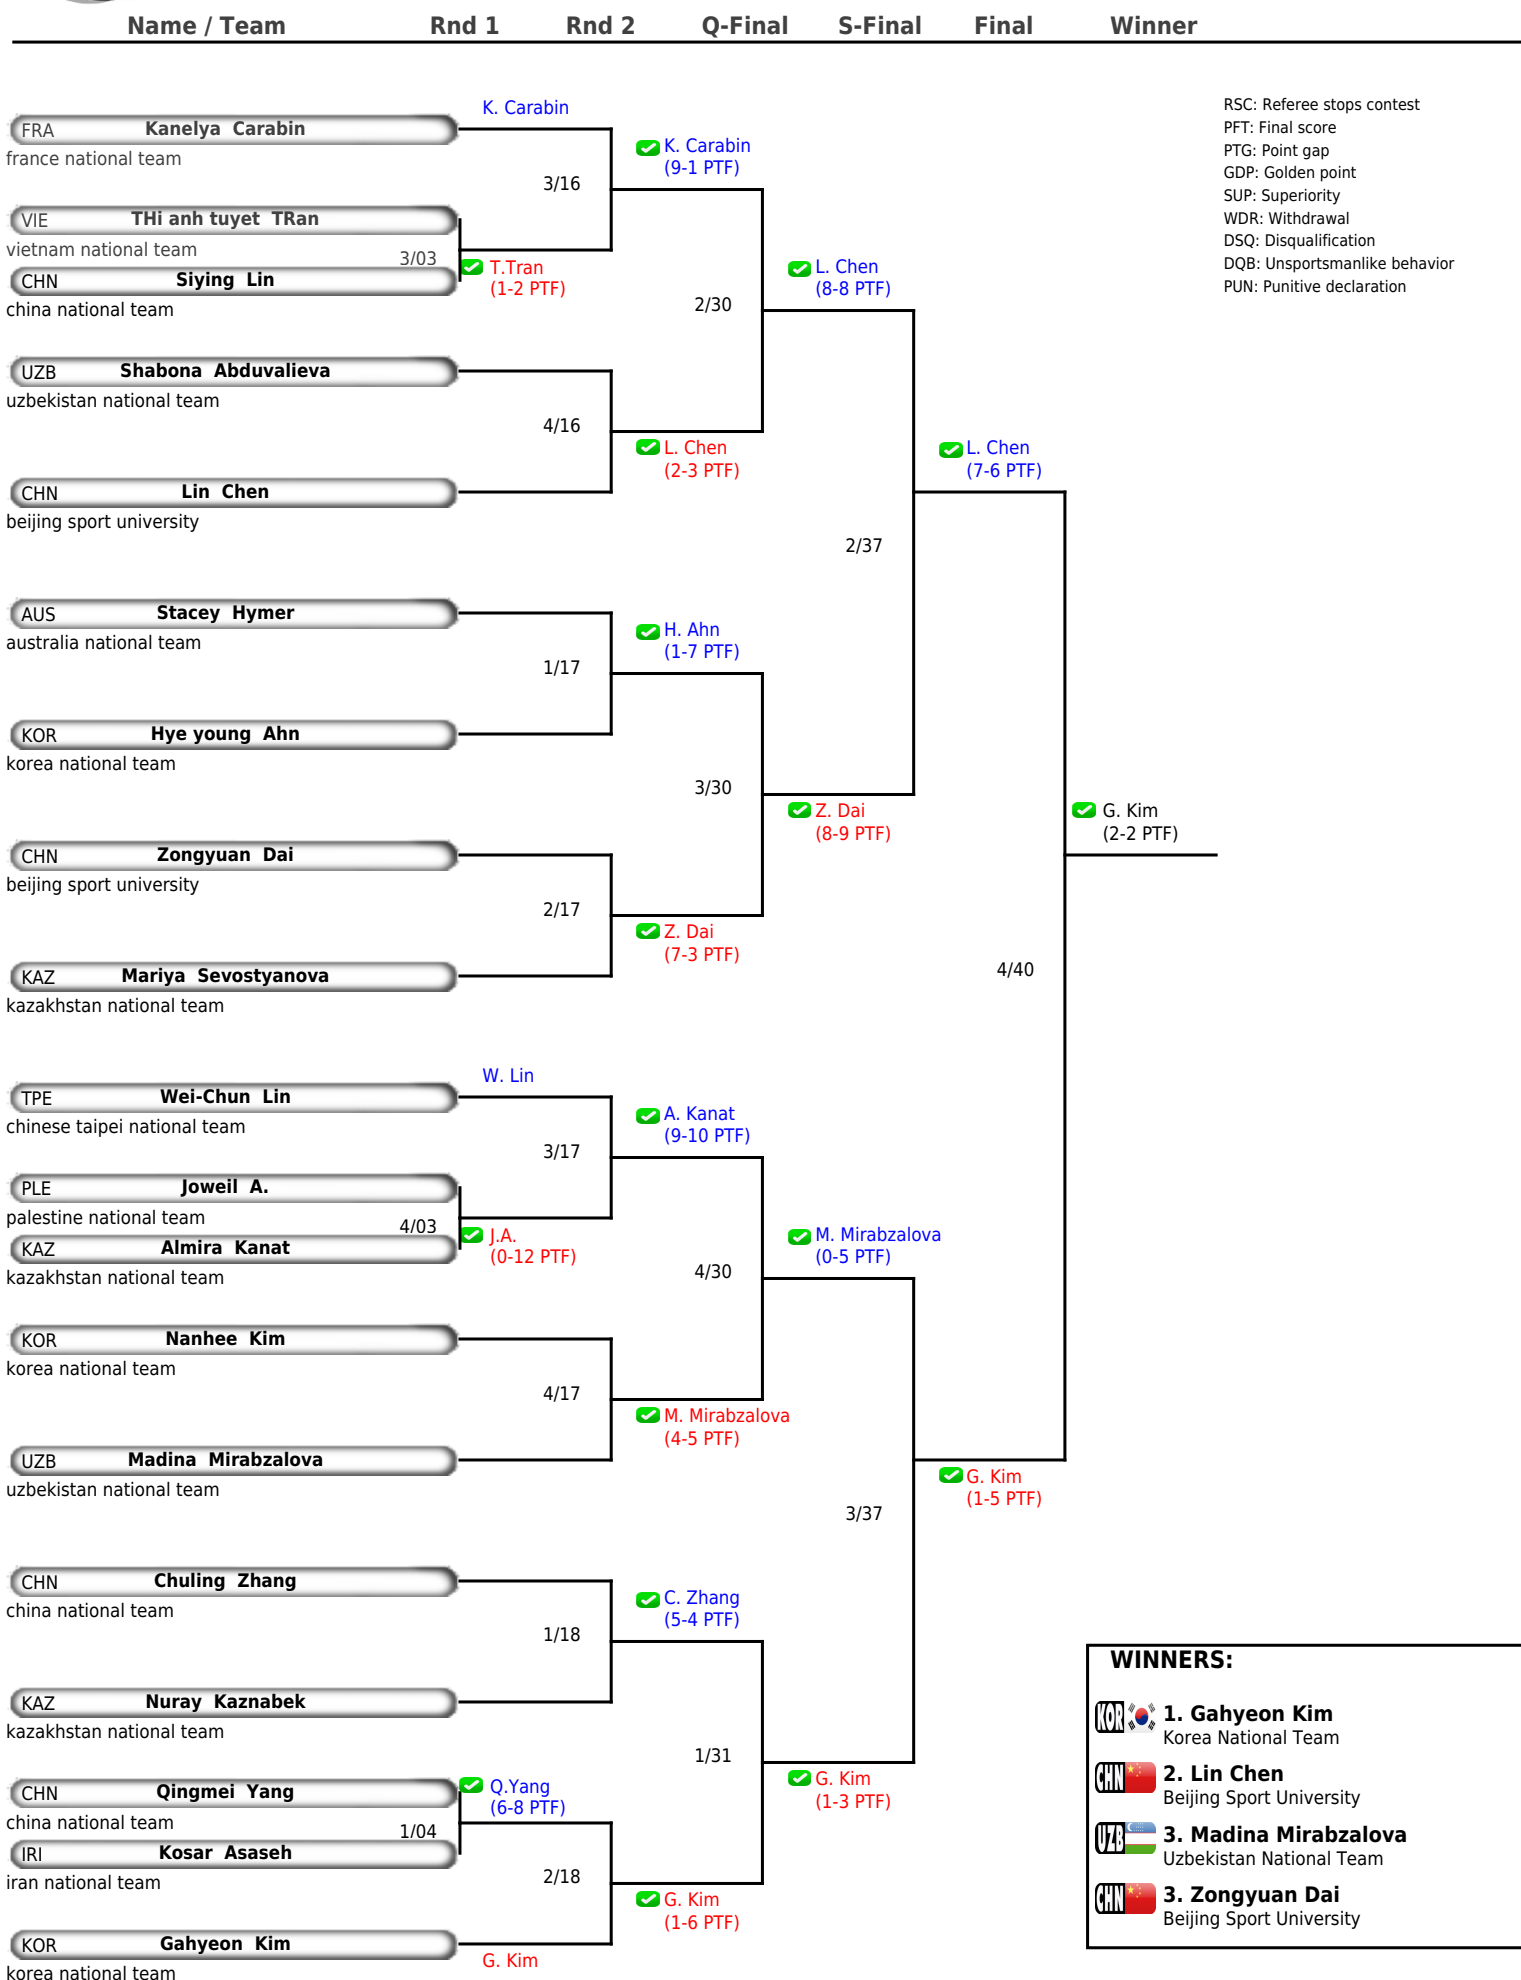 Name / Team Rnd 1 Rnd 2 Q-Final S-Final Final Winner
RSC: Referee stops contest
PFT: Final score
PTG: Point gap
GDP: Golden point
SUP: Superiority
WDR: Withdrawal
DSQ: Disqualification
DQB: Unsportsmanlike behavior
PUN: Punitive declaration
K. Carabin
FRA Kanelya Carabin
france national team
K. Carabin
(9-1 PTF)
3/16
VIE THi anh tuyet TRan
vietnam national team
3/03
CHN Siying Lin
china national team
T.Tran
(1-2 PTF)
L. Chen
(8-8 PTF)
2/30
UZB Shabona Abduvalieva
uzbekistan national team
4/16
L. Chen
(2-3 PTF)
L. Chen
(7-6 PTF)
CHN Lin Chen
beijing sport university
2/37
AUS Stacey Hymer
australia national team
H. Ahn
(1-7 PTF)
1/17
KOR Hye young Ahn
korea national team
3/30
Z. Dai
(8-9 PTF)
G. Kim
(2-2 PTF)
CHN Zongyuan Dai
beijing sport university
2/17
Z. Dai
(7-3 PTF)
KAZ Mariya Sevostyanova
kazakhstan national team
4/40
W. Lin
TPE Wei-Chun Lin
chinese taipei national team
A. Kanat
(9-10 PTF)
3/17
PLE Joweil A.
palestine national team
4/03
KAZ Almira Kanat
kazakhstan national team
J.A.
(0-12 PTF)
M. Mirabzalova
(0-5 PTF)
4/30
KOR Nanhee Kim
korea national team
4/17
M. Mirabzalova
(4-5 PTF)
UZB Madina Mirabzalova
uzbekistan national team
G. Kim
(1-5 PTF)
3/37
CHN Chuling Zhang
china national team
C. Zhang
(5-4 PTF)
1/18
KAZ Nuray Kaznabek
kazakhstan national team
1/31
G. Kim
(1-3 PTF)
CHN Qingmei Yang
china national team
Q.Yang
(6-8 PTF)
1/04
IRI Kosar Asaseh
iran national team
2/18
G. Kim
(1-6 PTF)
KOR Gahyeon Kim
korea national team
G. Kim
WINNERS:
KOR 1. Gahyeon Kim
Korea National Team
CHN 2. Lin Chen
Beijing Sport University
UZB 3. Madina Mirabzalova
Uzbekistan National Team
CHN 3. Zongyuan Dai
Beijing Sport University